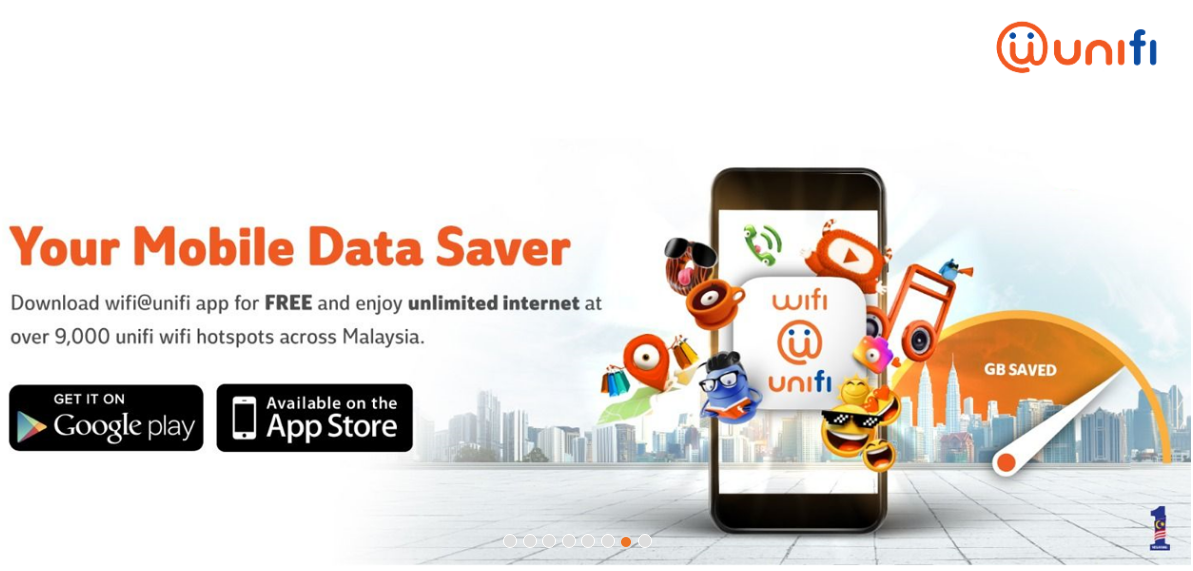 unifi
Your Mobile Data Saver
Download wifi@unifi app for FREE and enjoy unlimited internet at
over 9,000 unifi wifi hotspots across Malaysia.
GET IT ON
Google play
Available on the
App Store
wifi
unifi
GB SAVED
1